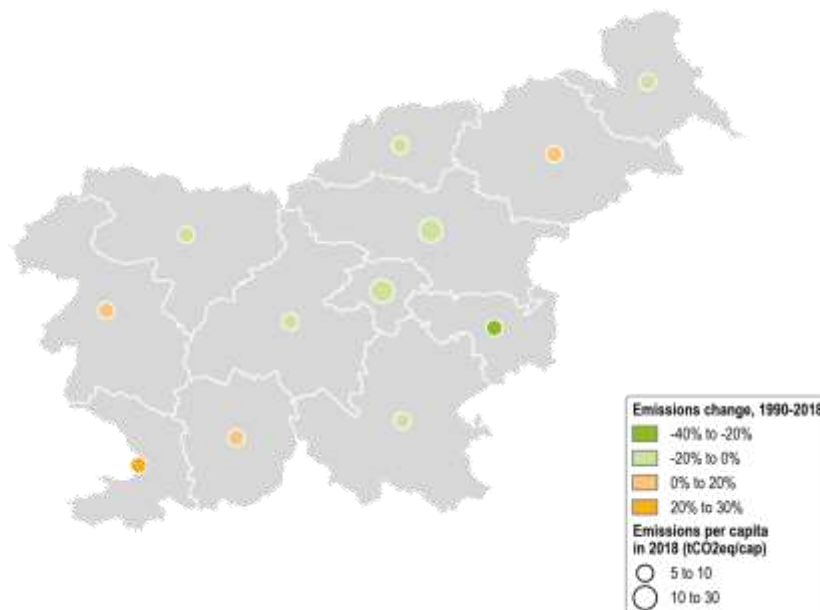 Emissions change, 1990-2018
-40% to -20%
-20% to 0%
0% to 20%
20% to 30%
Emissions per capita
in 2018 (tCO2eq/cap)
5 to 10
10 to 30